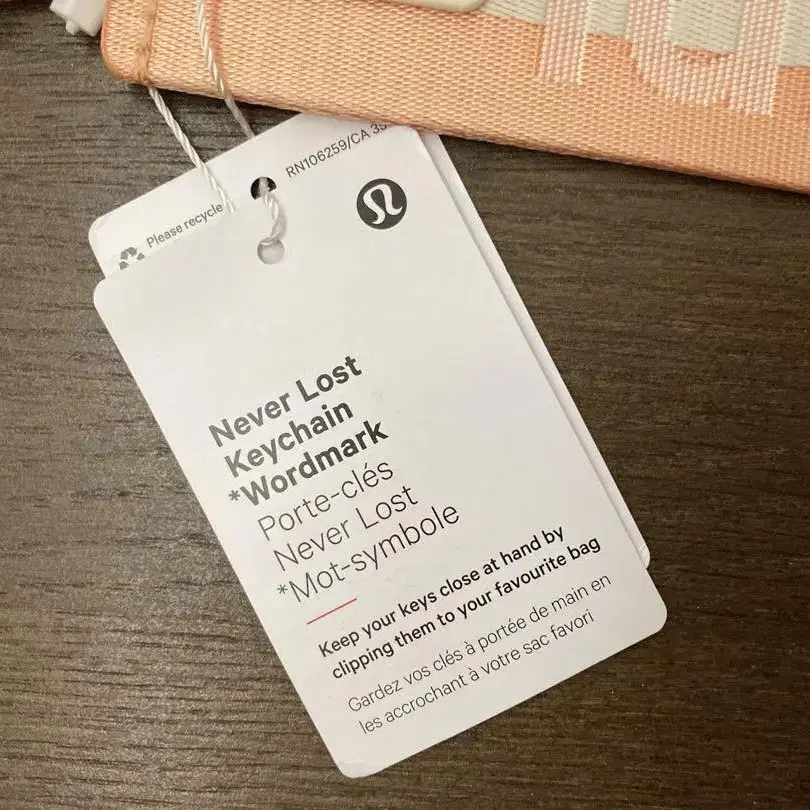 Please recycle
RN106259/CA
Never Lost
Keychain
*Wordmark
Porte-clés
Never Lost
*Mot-symbole
Keep your keys close at hand by
clipping them to your favourite bag
Gardez vos clés à portée de main en
les accrochant à votre sac favori